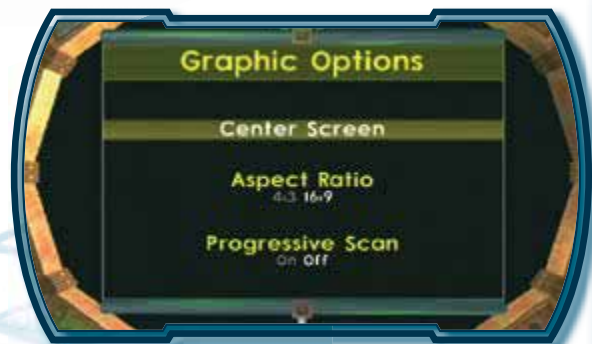 Graphic Options
Center Screen
Aspect Ratio
4:3 16:9
Progressive Scan
On Off